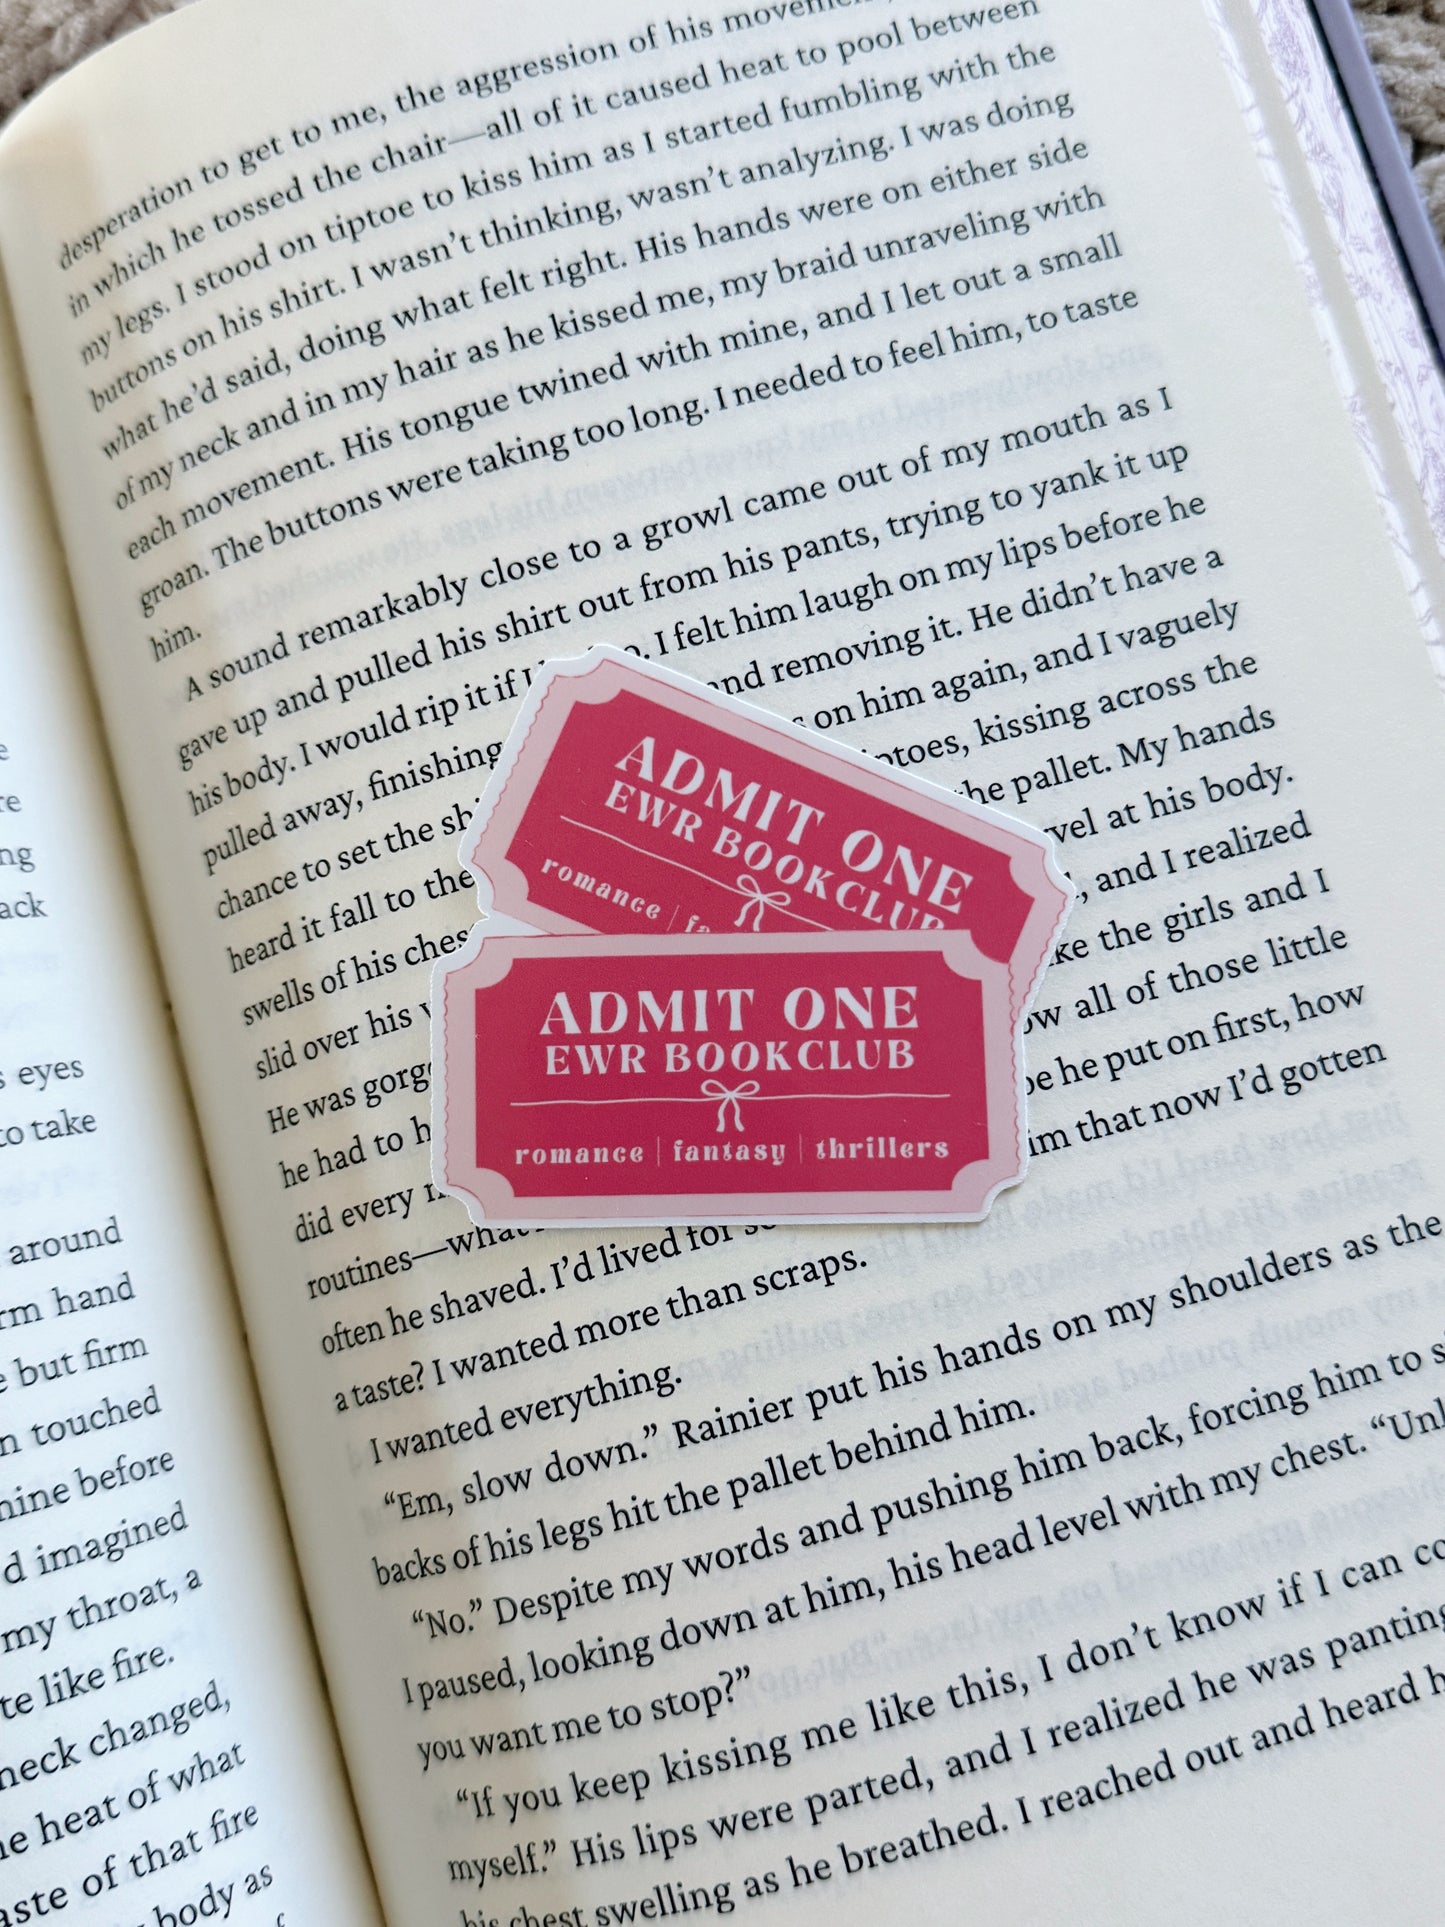 desperation to get to me, the aggression of his
in which he tossed the chair—all of it caused heat to pool between
my legs. I stood on tiptoe to kiss him as I started fumbling with the
buttons on his shirt. I wasn’t thinking, wasn’t analyzing. I was doing
what he’d said, doing what felt right. His hands were on either side
of my neck and in my hair as he kissed me, my braid unraveling with
each movement. His tongue twined with mine, and I let out a small
groan. The buttons were taking too long. I needed to feel him, to taste
him.
A sound remarkably close to a growl came out of my mouth as I
gave up and pulled his shirt out from his pants, trying to yank it up
his body. I would rip it if I . I felt him laugh on my lips before he
pulled away, finishing and removing it. He didn’t have a
chance to set the on him again, and I vaguely
heard it fall to the kissing across the
swells of his the pallet. My hands
slid over his at his body.
He was and I realized
he had to the girls and I
did every all of those little
routines— he put on first, how
often he shaved. I’d lived for that now I’d gotten
a taste? I wanted more than scraps.
I wanted everything.
“Em, slow down.” Rainier put his hands on my shoulders as the
backs of his legs hit the pallet behind him.
“No.” Despite my words and pushing him back, forcing him to
I paused, looking down at him, his head level with my chest.
you want me to stop?”
“If you keep kissing me like this, I don’t know if I can
myself.” His lips were parted, and I realized he was panting
his chest swelling as he breathed. I reached out and heard
ADMIT ONE
EWR BOOKCLUB
romance |
ADMIT ONE
EWR BOOKCLUB
romance | fantasy | thrillers
eyes
to take
around
hand
but firm
touched
before
imagined
my throat, a
like fire.
neck changed,
heat of what
of that fire
body as